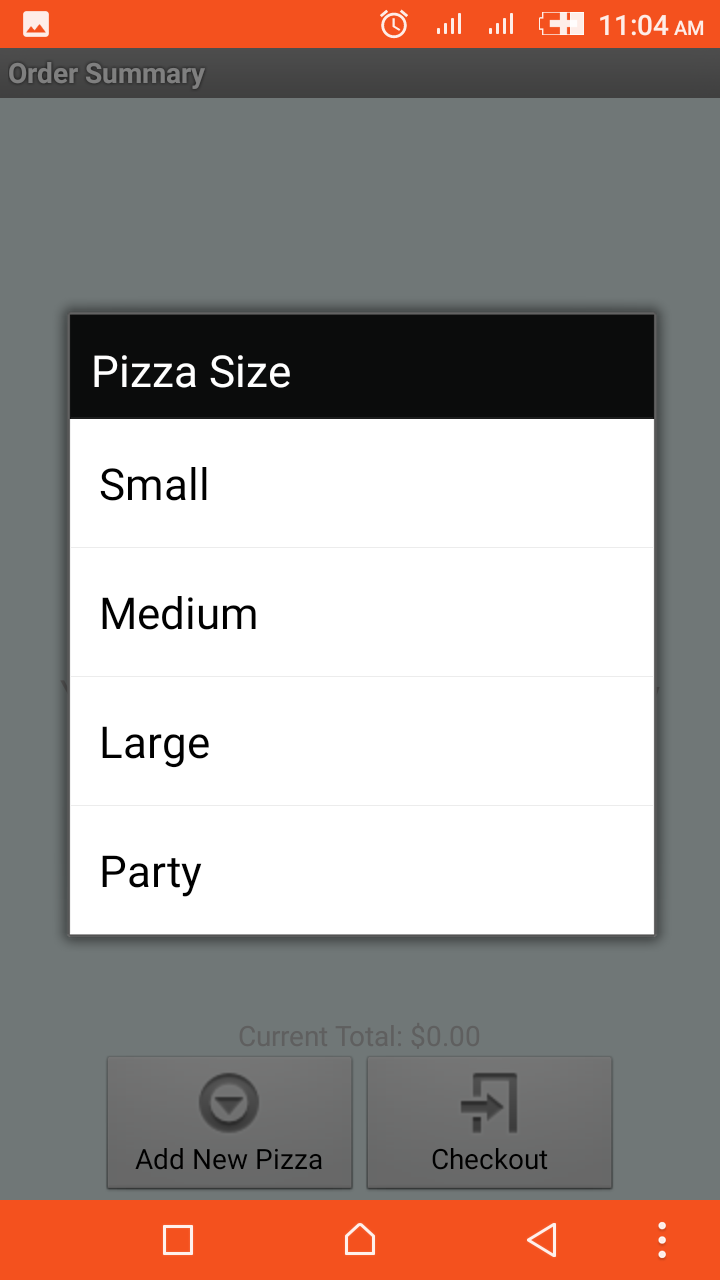 11:04 AM
Order Summary
Pizza Size
Small
Medium
Large
Party
Current Total: $0.00
Add New Pizza
Checkout